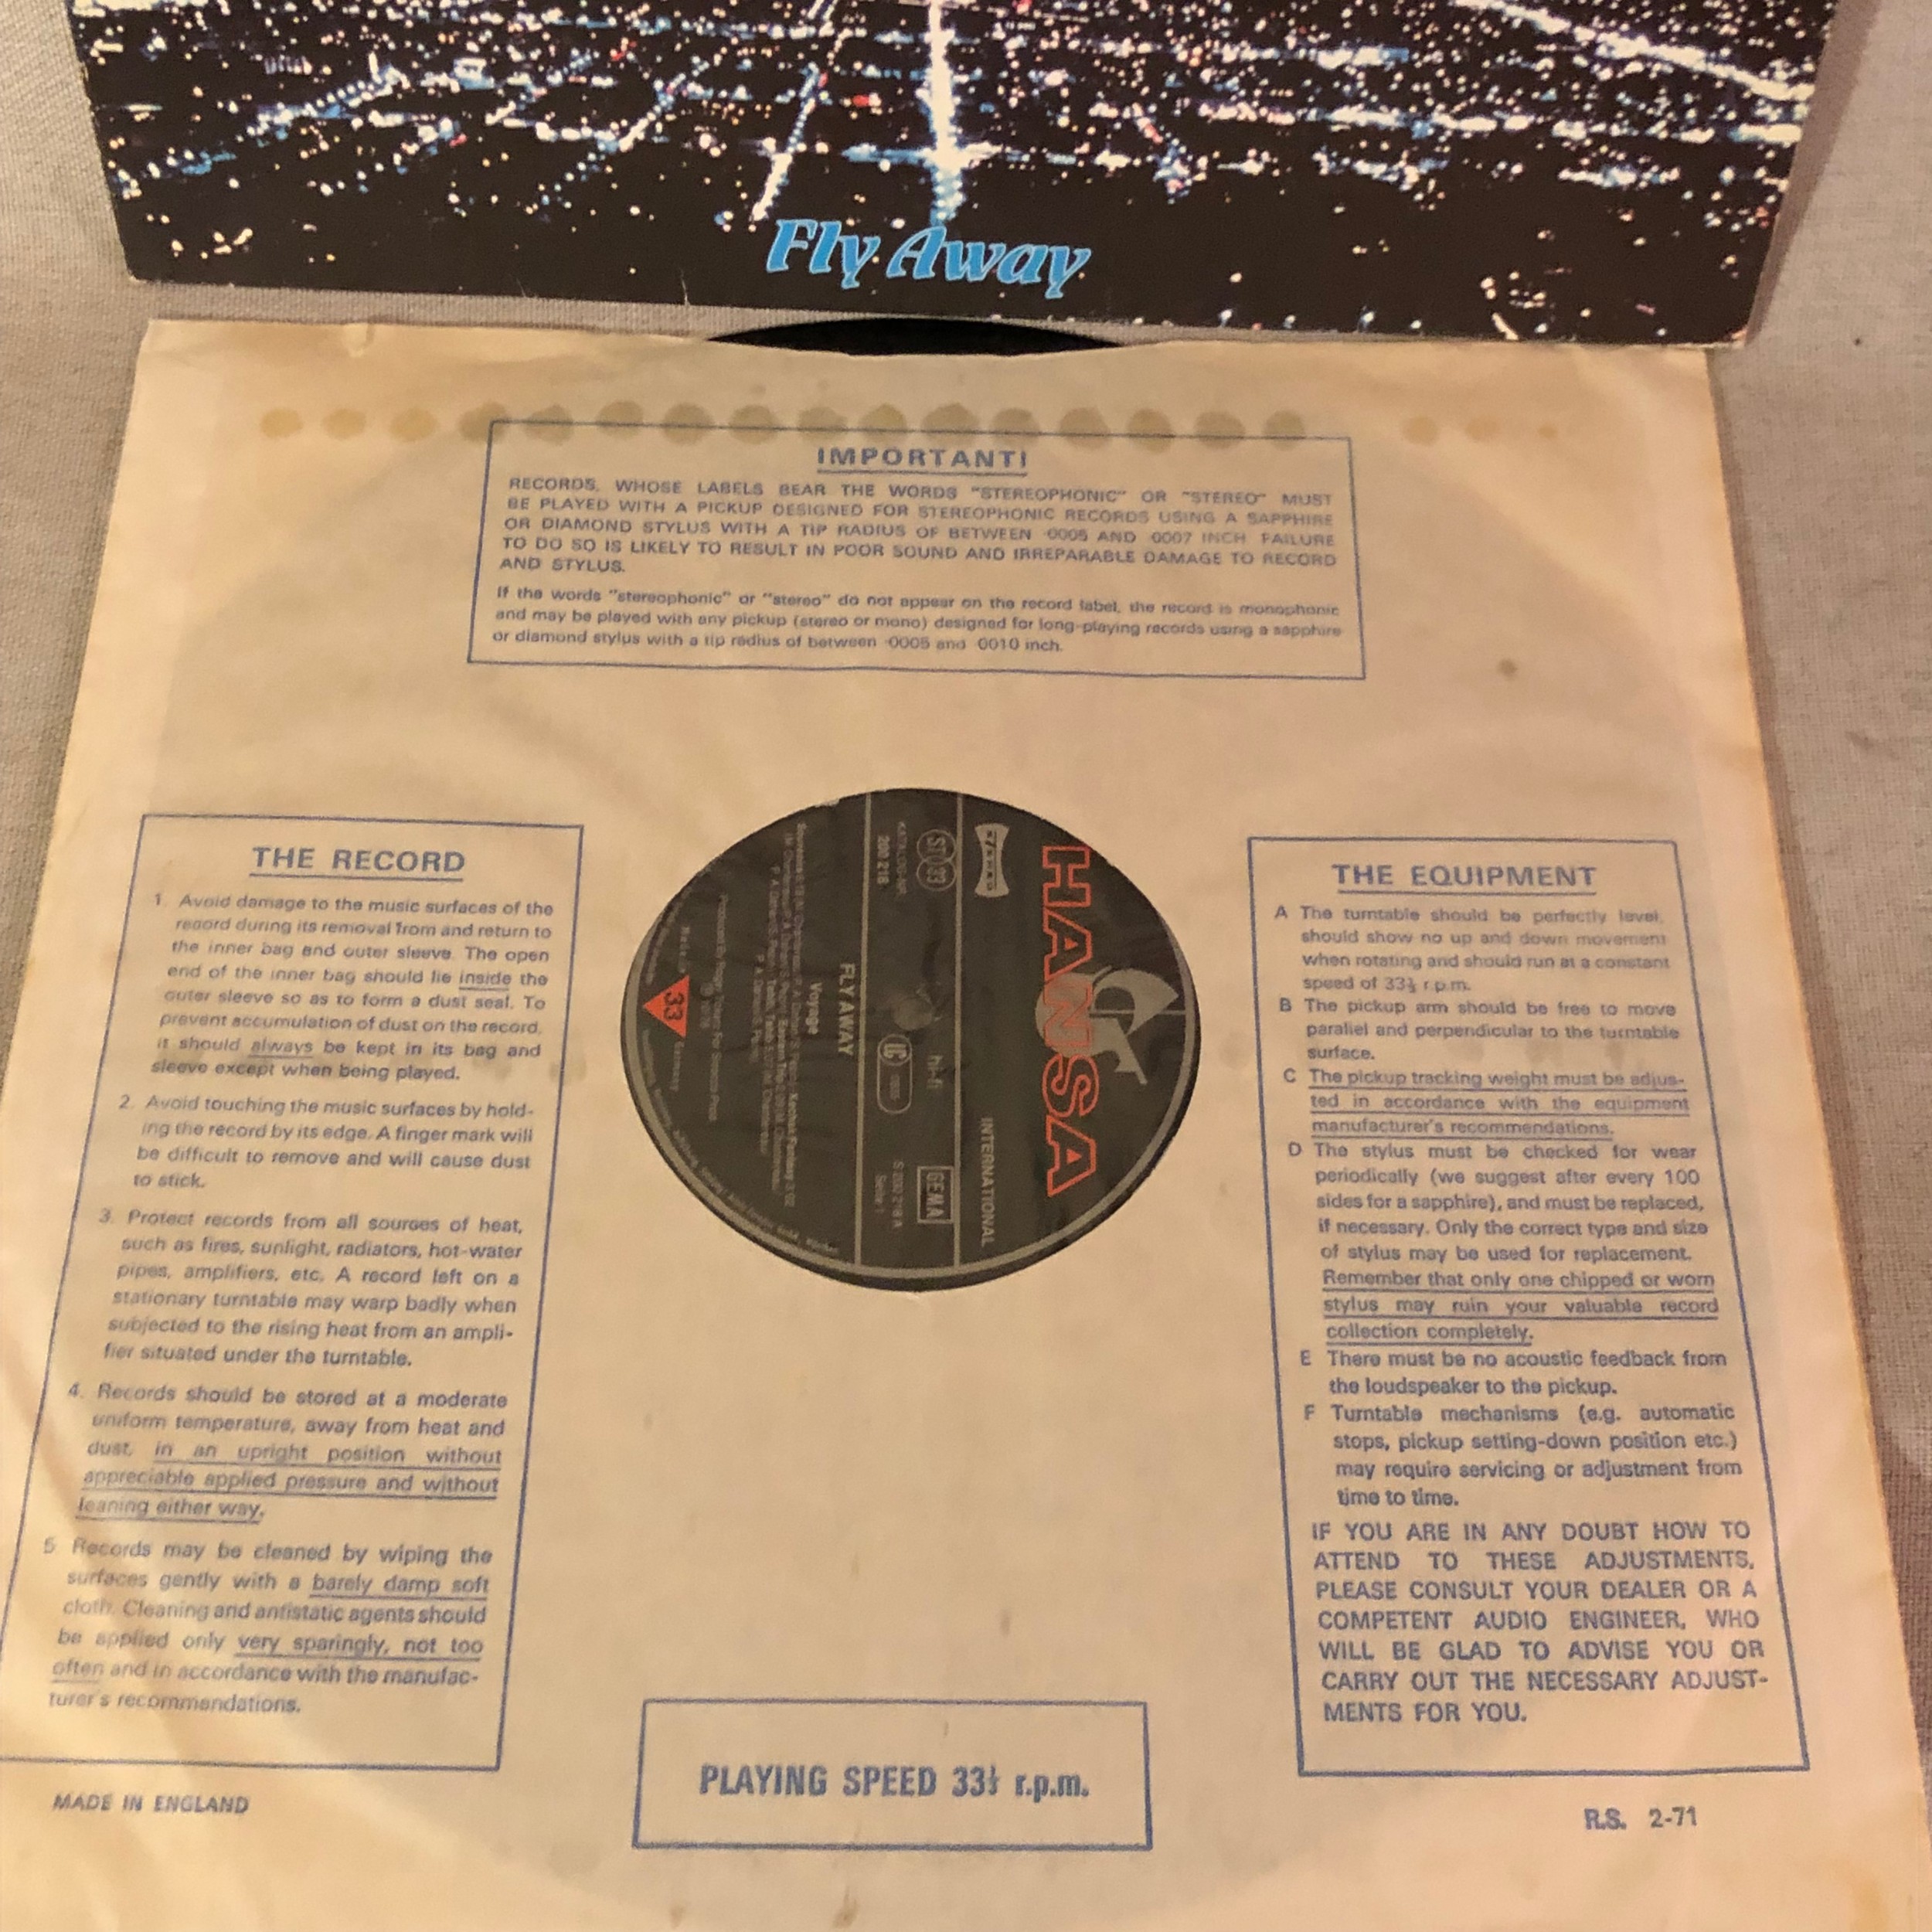 Fly Away
IMPORTANT!
RECORDS, WHOSE LABELS BEAR THE WORDS "STEREOPHONIC" OR "STEREO" MUST
BE PLAYED WITH A PICKUP DESIGNED FOR STEREOPHONIC RECORDS USING A SAPPHIRE
OR DIAMOND STYLUS WITH A TIP RADIUS OF BETWEEN ·0005 AND ·0007 INCH. FAILURE
TO DO SO IS LIKELY TO RESULT IN POOR SOUND AND IRREPARABLE DAMAGE TO RECORD
AND STYLUS.
If the words "stereophonic" or "stereo" do not appear on the record label, the record is monophonic
and may be played with any pickup (stereo or mono) designed for long-playing records using a sapphire
or diamond stylus with a tip radius of between ·0005 and ·0010 inch.
THE RECORD
1. Avoid damage to the music surfaces of the
record during its removal from and return to
the inner bag and outer sleeve. The open
end of the inner bag should lie inside the
outer sleeve so as to form a dust seal. To
prevent accumulation of dust on the record,
it should always be kept in its bag and
sleeve except when being played.
2. Avoid touching the music surfaces by hold-
ing the record by its edge. A finger mark will
be difficult to remove and will cause dust
to stick.
3. Protect records from all sources of heat,
such as fires, sunlight, radiators, hot-water
pipes, amplifiers, etc. A record left on a
stationary turntable may warp badly when
subjected to the rising heat from an ampli-
fier situated under the turntable.
4. Records should be stored at a moderate
uniform temperature, away from heat and
dust, in an upright position without
appreciable applied pressure and without
leaning either way.
5 Records may be cleaned by wiping the
surfaces gently with a barely damp soft
cloth. Cleaning and antistatic agents should
be applied only very sparingly, not too
often and in accordance with the manufac-
turer's recommendations.
MADE IN ENGLAND
HANSA
INTERNATIONAL
STEREO
ST 33
200 218
hi-fi
GEMA
LC
S 200 218 A
Seite 1
FLY AWAY
Voyage
33
PLAYING SPEED 33⅓ r.p.m.
THE EQUIPMENT
A The turntable should be perfectly level,
should show no up and down movement
when rotating and should run at a constant
speed of 33⅓ r.p.m.
B The pickup arm should be free to move
parallel and perpendicular to the turntable
surface.
C The pickup tracking weight must be adjus-
ted in accordance with the equipment
manufacturer's recommendations.
D The stylus must be checked for wear
periodically (we suggest after every 100
sides for a sapphire), and must be replaced,
if necessary. Only the correct type and size
of stylus may be used for replacement.
Remember that only one chipped or worn
stylus may ruin your valuable record
collection completely.
E There must be no acoustic feedback from
the loudspeaker to the pickup.
F Turntable mechanisms (e.g. automatic
stops, pickup setting-down position etc.)
may require servicing or adjustment from
time to time.
IF YOU ARE IN ANY DOUBT HOW TO
ATTEND TO THESE ADJUSTMENTS,
PLEASE CONSULT YOUR DEALER OR A
COMPETENT AUDIO ENGINEER, WHO
WILL BE GLAD TO ADVISE YOU OR
CARRY OUT THE NECESSARY ADJUST-
MENTS FOR YOU.
R.S. 2-71